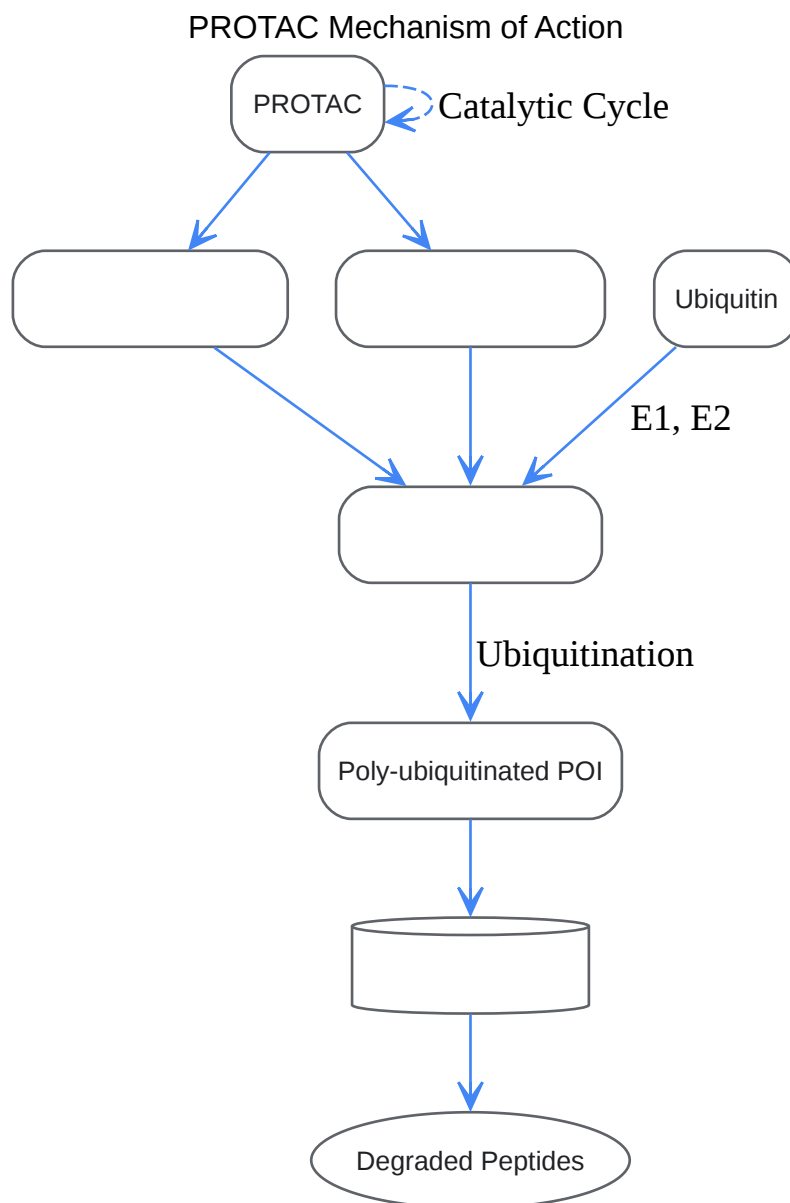 PROTAC Mechanism of Action
PROTAC
Catalytic Cycle
Ubiquitin
E1, E2
Ubiquitination
Poly-ubiquitinated POI
Degraded Peptides